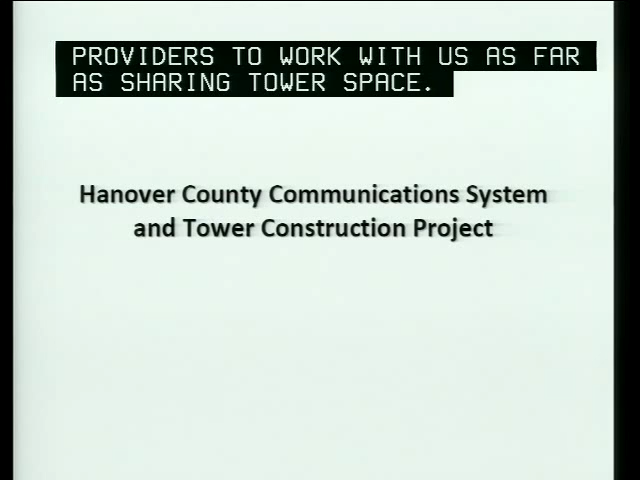 PROVIDERS TO WORK WITH US AS FAR
AS SHARING TOWER SPACE.
Hanover County Communications System
and Tower Construction Project